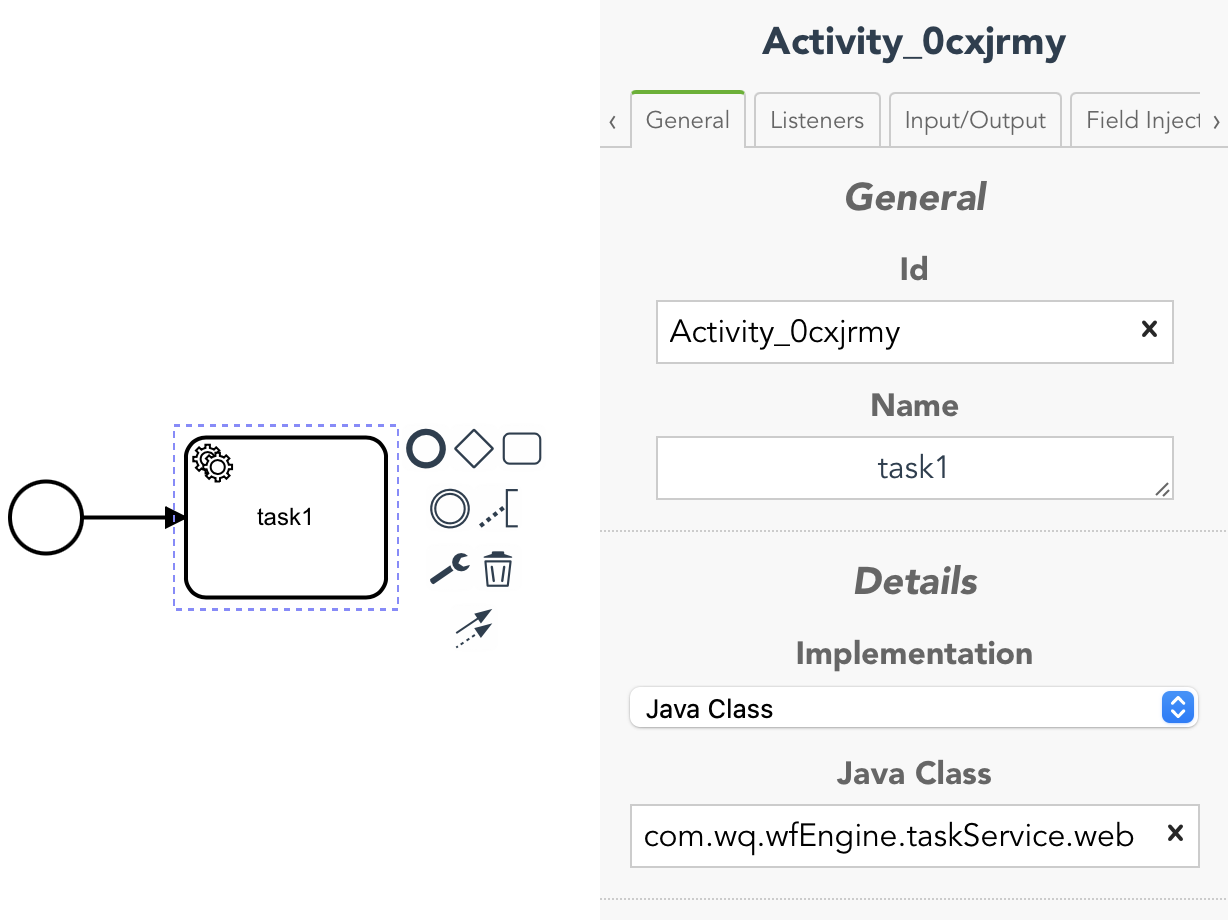 task1
Activity_0cxjrmy
‹ General Listeners Input/Output Field Inject ›
General
Id
Activity_0cxjrmy
Name
task1
Details
Implementation
Java Class
Java Class
com.wq.wfEngine.taskService.web